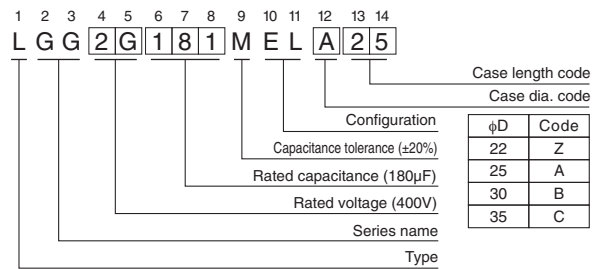 1 2 3 4 5 6 7 8 9 10 11 12 13 14
L G G 2 G 1 8 1 M E L A 2 5
Case length code
Case dia. code
Configuration
Capacitance tolerance (±20%)
Rated capacitance (180µF)
Rated voltage (400V)
Series name
Type
ϕD Code
22 Z
25 A
30 B
35 C